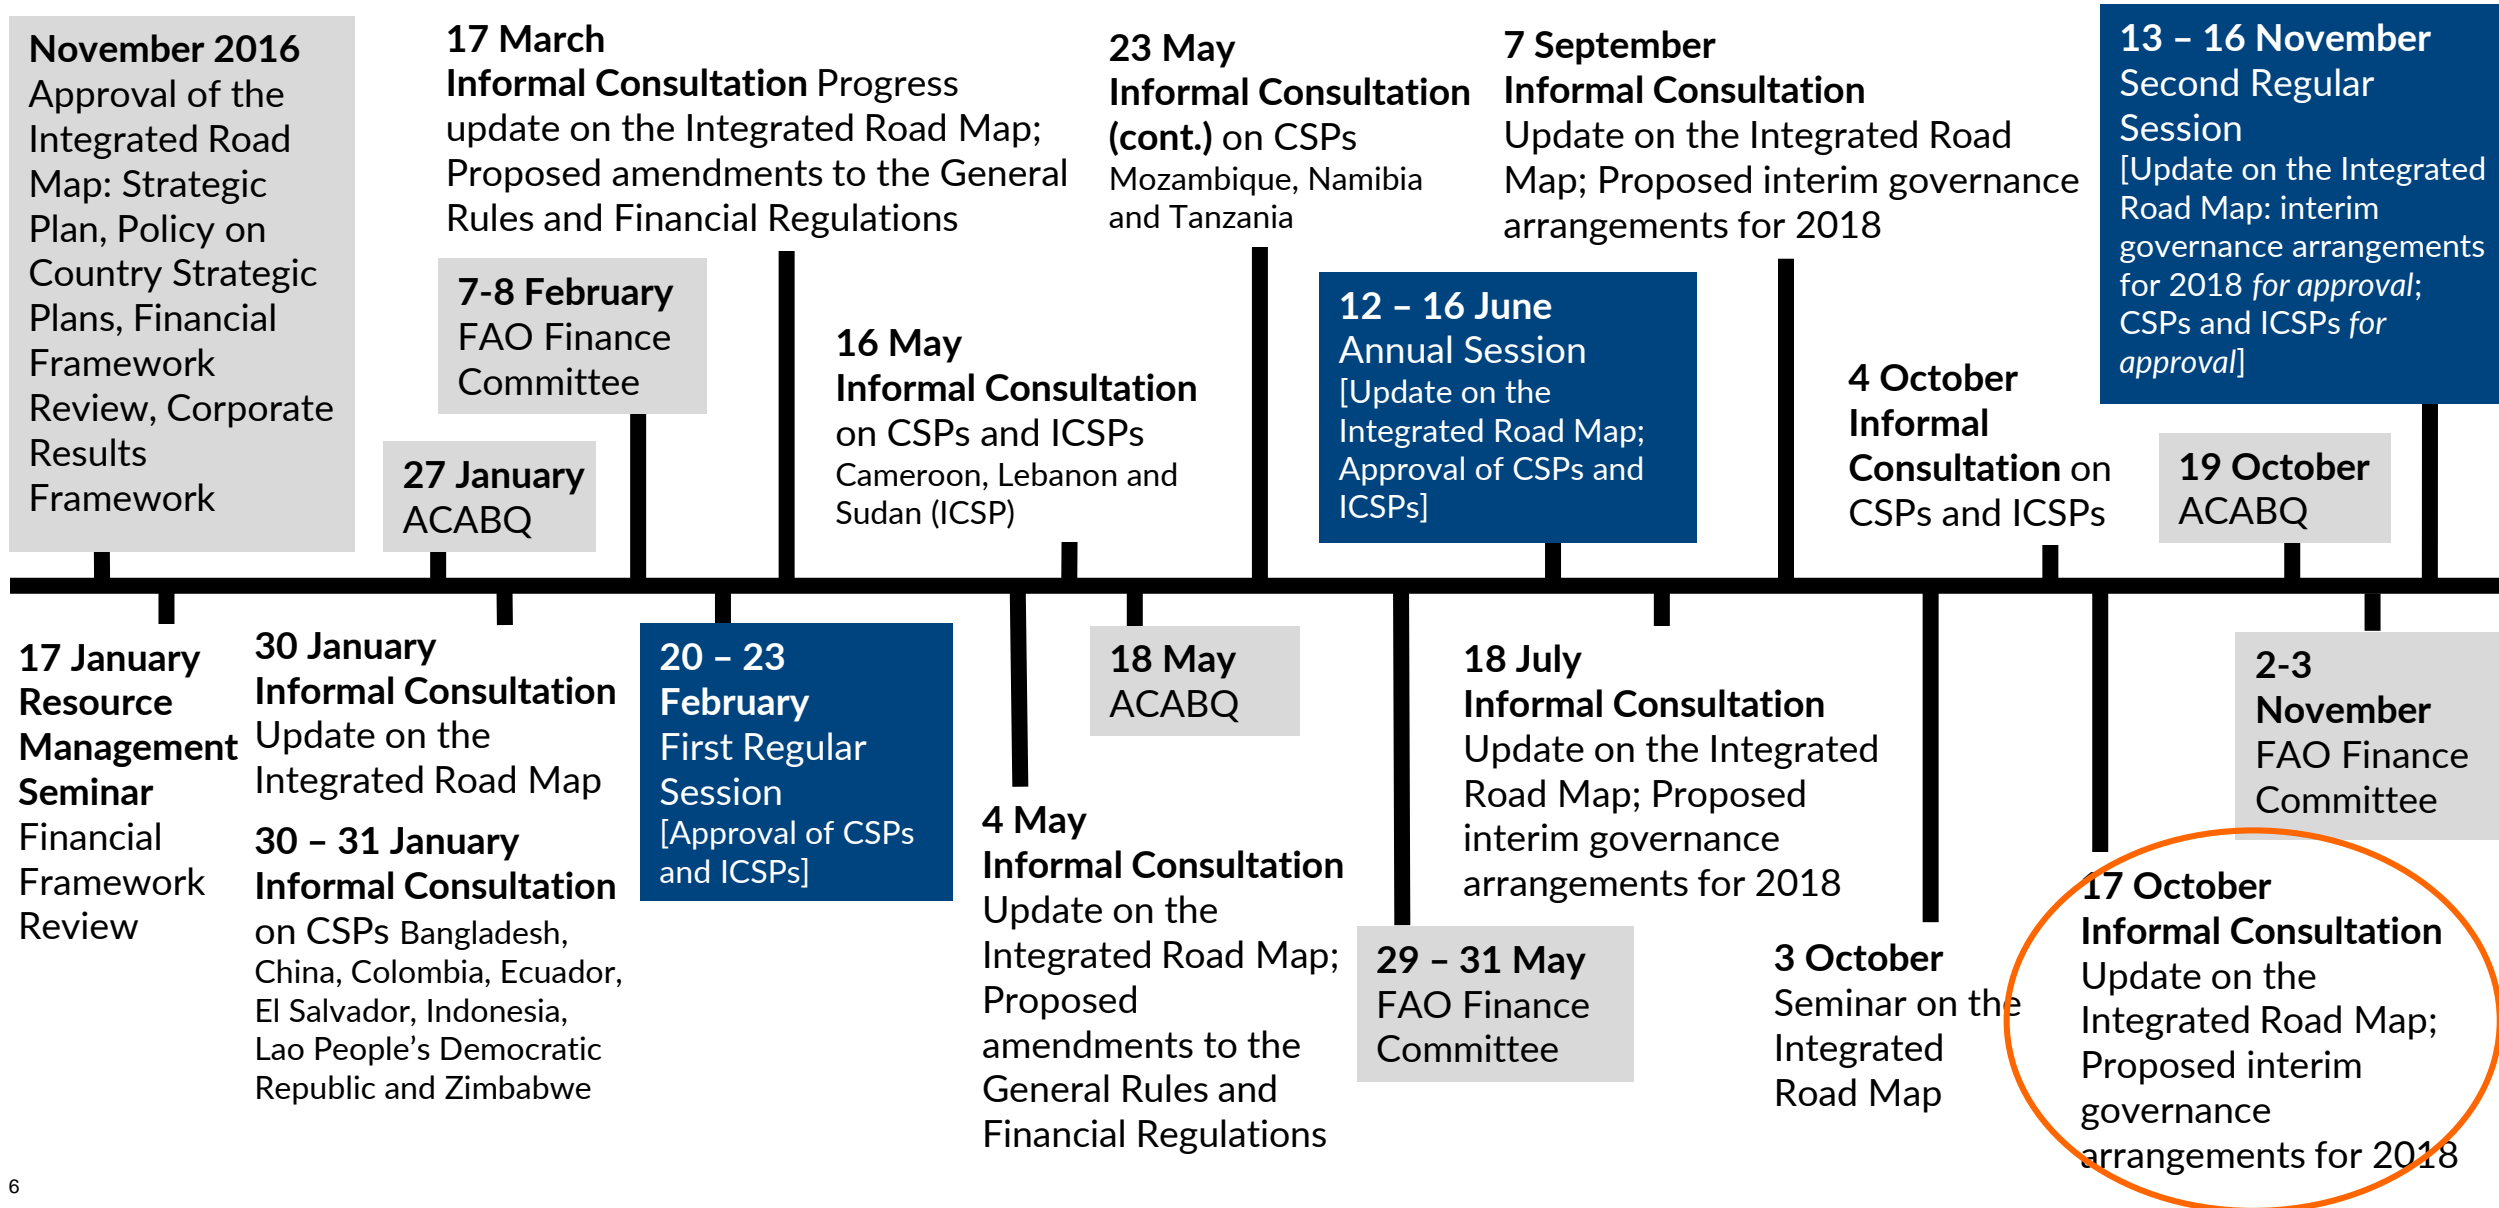 November 2016
Approval of the
Integrated Road
Map: Strategic
Plan, Policy on
Country Strategic
Plans, Financial
Framework
Review, Corporate
Results
Framework
17 January
Resource
Management
Seminar
Financial
Framework
Review
27 January
ACABQ
30 January
Informal Consultation
Update on the
Integrated Road Map
30 – 31 January
Informal Consultation
on CSPs Bangladesh,
China, Colombia, Ecuador,
El Salvador, Indonesia,
Lao People’s Democratic
Republic and Zimbabwe
7-8 February
FAO Finance
Committee
20 – 23
February
First Regular
Session
[Approval of CSPs
and ICSPs]
17 March
Informal Consultation Progress
update on the Integrated Road Map;
Proposed amendments to the General
Rules and Financial Regulations
4 May
Informal Consultation
Update on the
Integrated Road Map;
Proposed
amendments to the
General Rules and
Financial Regulations
16 May
Informal Consultation
on CSPs and ICSPs
Cameroon, Lebanon and
Sudan (ICSP)
18 May
ACABQ
23 May
Informal Consultation
(cont.) on CSPs
Mozambique, Namibia
and Tanzania
29 – 31 May
FAO Finance
Committee
12 – 16 June
Annual Session
[Update on the
Integrated Road Map;
Approval of CSPs and
ICSPs]
18 July
Informal Consultation
Update on the Integrated
Road Map; Proposed
interim governance
arrangements for 2018
7 September
Informal Consultation
Update on the Integrated Road
Map; Proposed interim governance
arrangements for 2018
3 October
Seminar on the
Integrated
Road Map
4 October
Informal
Consultation on
CSPs and ICSPs
17 October
Informal Consultation
Update on the
Integrated Road Map;
Proposed interim
governance
arrangements for 2018
19 October
ACABQ
2-3
November
FAO Finance
Committee
13 – 16 November
Second Regular
Session
[Update on the Integrated
Road Map: interim
governance arrangements
for 2018 for approval;
CSPs and ICSPs for
approval]
6